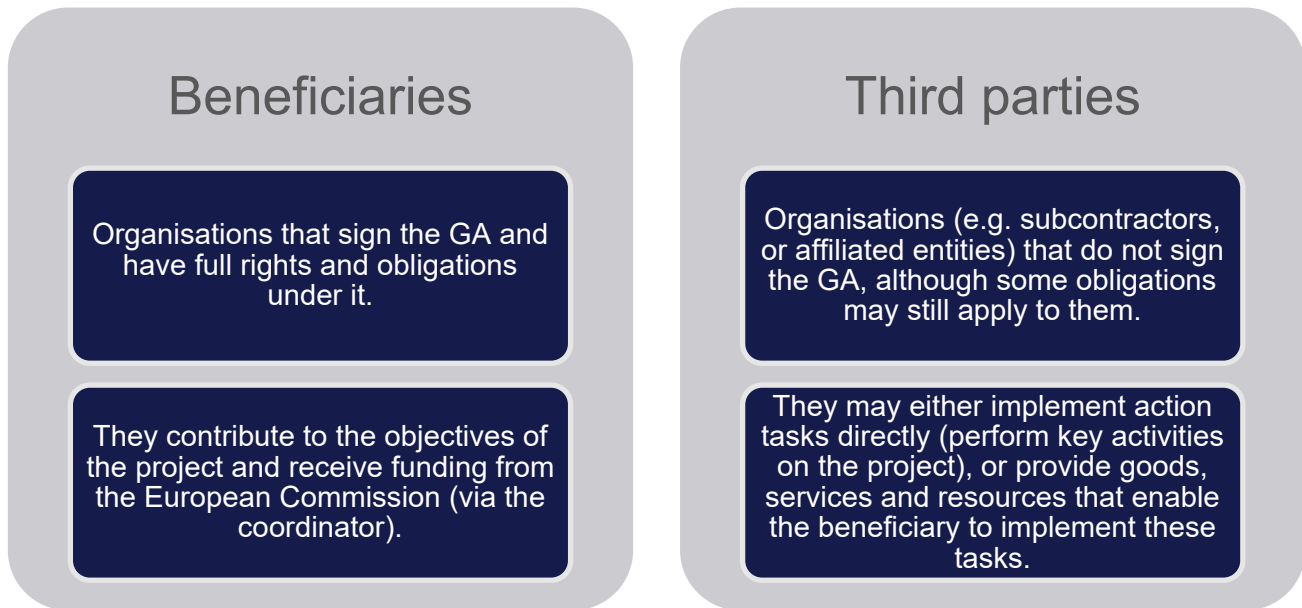 Beneficiaries
Organisations that sign the GA and
have full rights and obligations
under it.
They contribute to the objectives of
the project and receive funding from
the European Commission (via the
coordinator).
Third parties
Organisations (e.g. subcontractors,
or affiliated entities) that do not sign
the GA, although some obligations
may still apply to them.
They may either implement action
tasks directly (perform key activities
on the project), or provide goods,
services and resources that enable
the beneficiary to implement these
tasks.